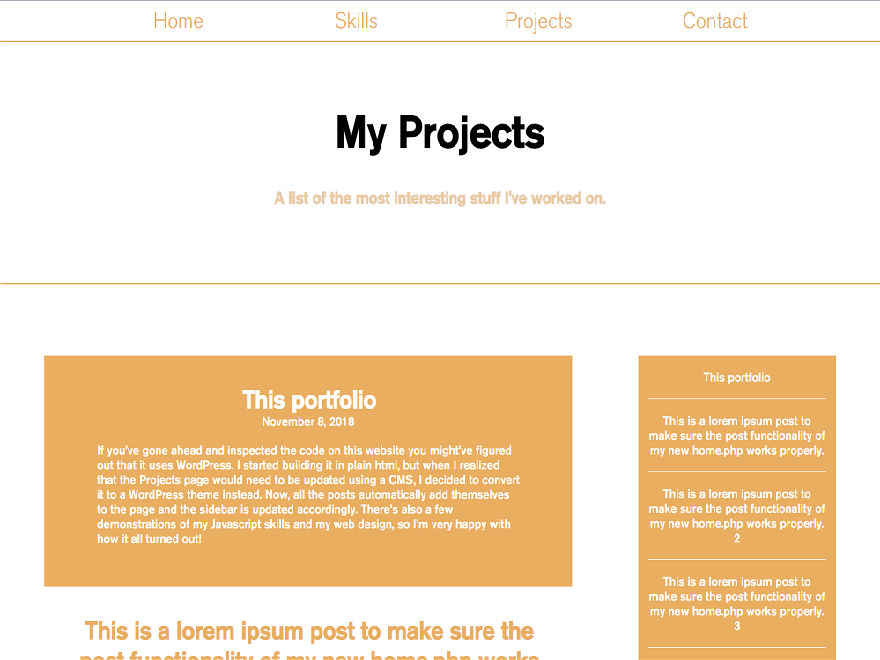 Home Skills Projects Contact
My Projects
A list of the most interesting stuff I've worked on.
This portfolio
November 8, 2018
If you've gone ahead and inspected the code on this website you might've figured
out that it uses WordPress. I started building it in plain html, but when I realized
that the Projects page would need to be updated using a CMS, I decided to convert
it to a WordPress theme instead. Now, all the posts automatically add themselves
to the page and the sidebar is updated accordingly. There's also a few
demonstrations of my Javascript skills and my web design, so I'm very happy with
how it all turned out!
This is a lorem ipsum post to make sure the
post functionality of my new home.php works
This portfolio
This is a lorem ipsum post to
make sure the post functionality of
my new home.php works properly.
This is a lorem ipsum post to
make sure the post functionality of
my new home.php works properly.
2
This is a lorem ipsum post to
make sure the post functionality of
my new home.php works properly.
3